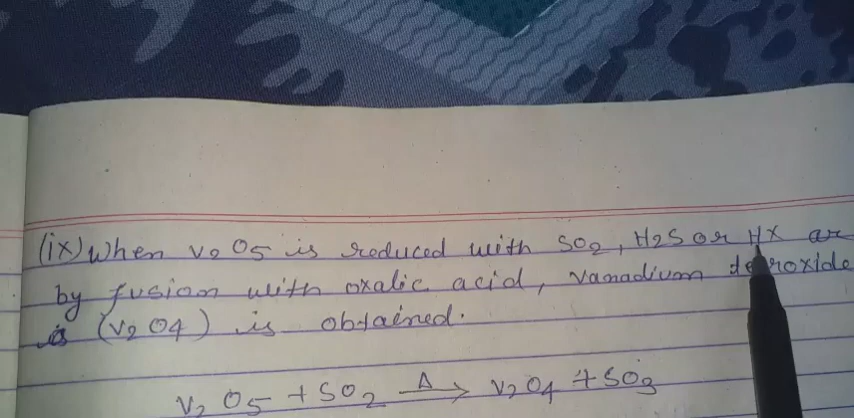 (ix) When V2O5 is reduced with SO2, H2S or HX or
by fusion with oxalic acid, vanadium
(V2O4) is obtained.
V2O5 + SO2 Δ→ V2O4 + SO3